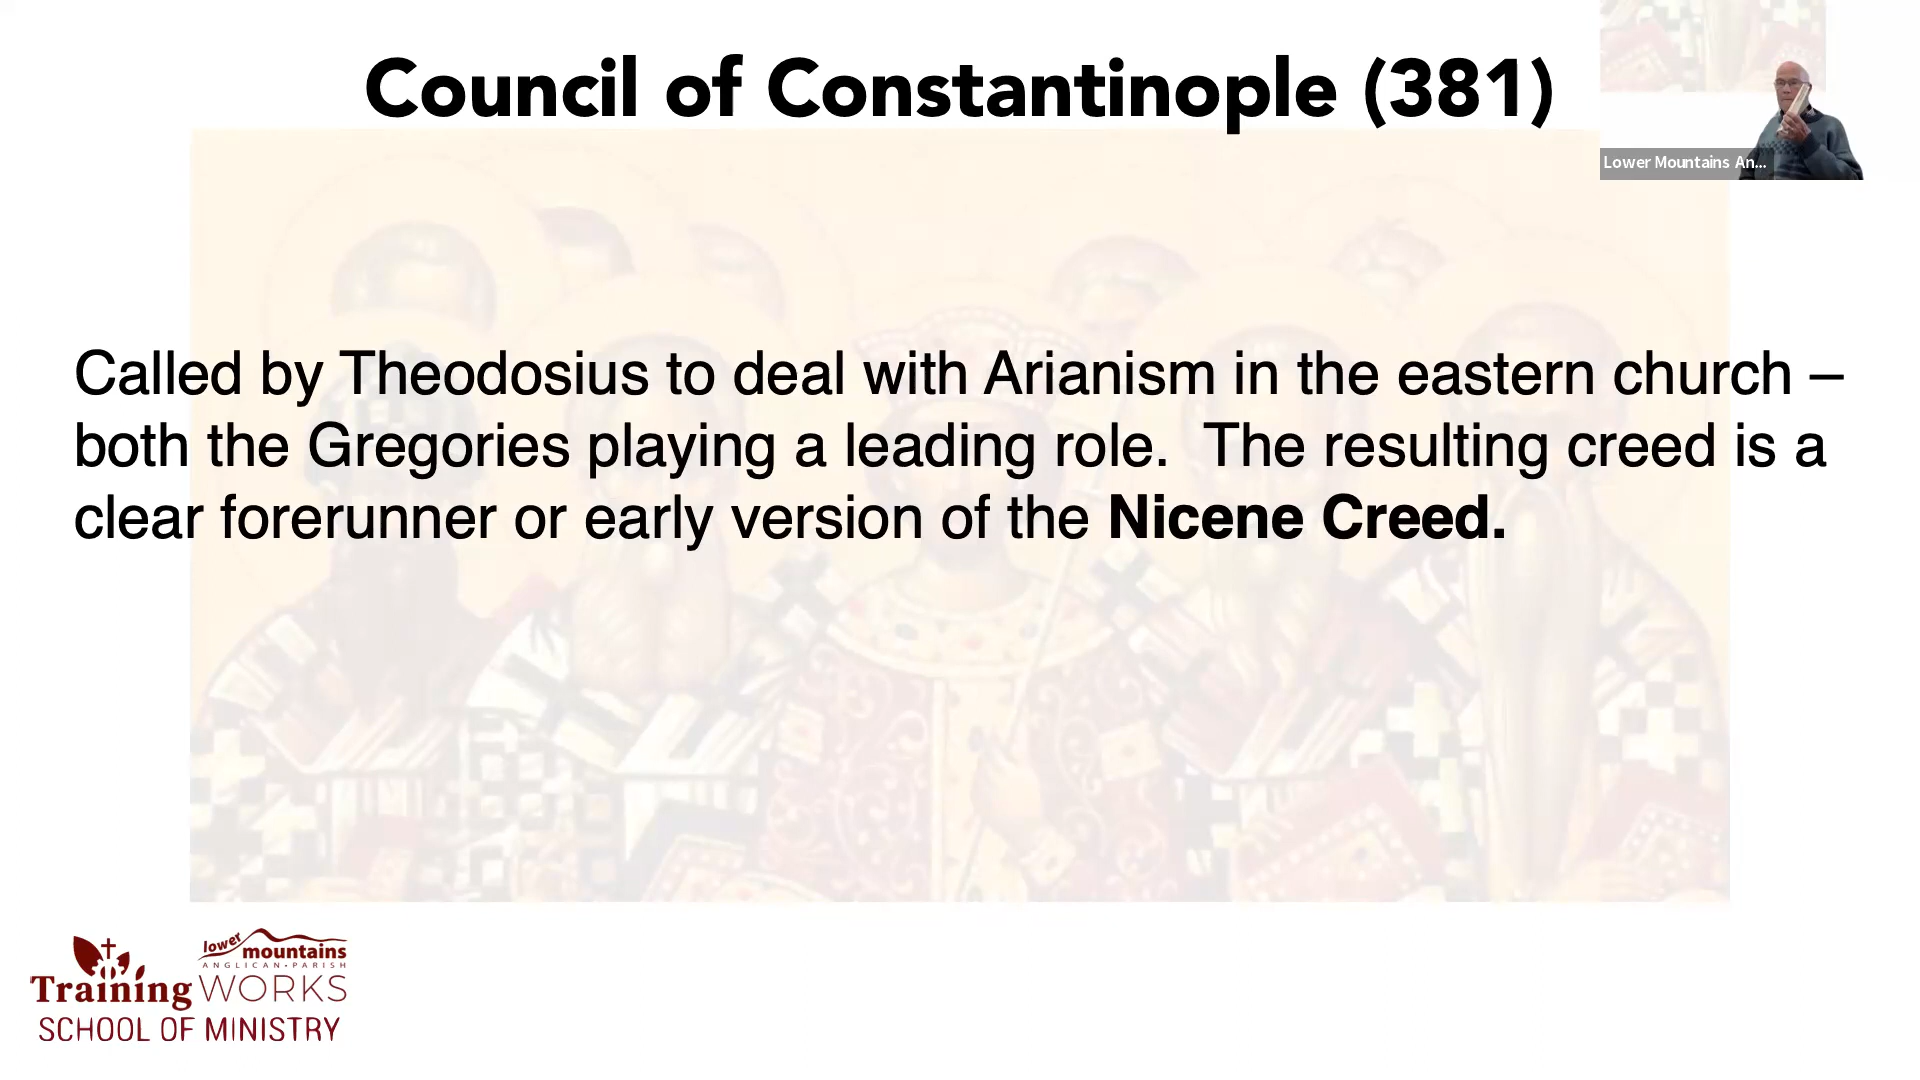 Council of Constantinople (381)
Lower Mountains An...
Called by Theodosius to deal with Arianism in the eastern church –
both the Gregories playing a leading role.  The resulting creed is a
clear forerunner or early version of the Nicene Creed.
lower
mountains
ANGLICAN•PARISH
Training WORKS
SCHOOL OF MINISTRY